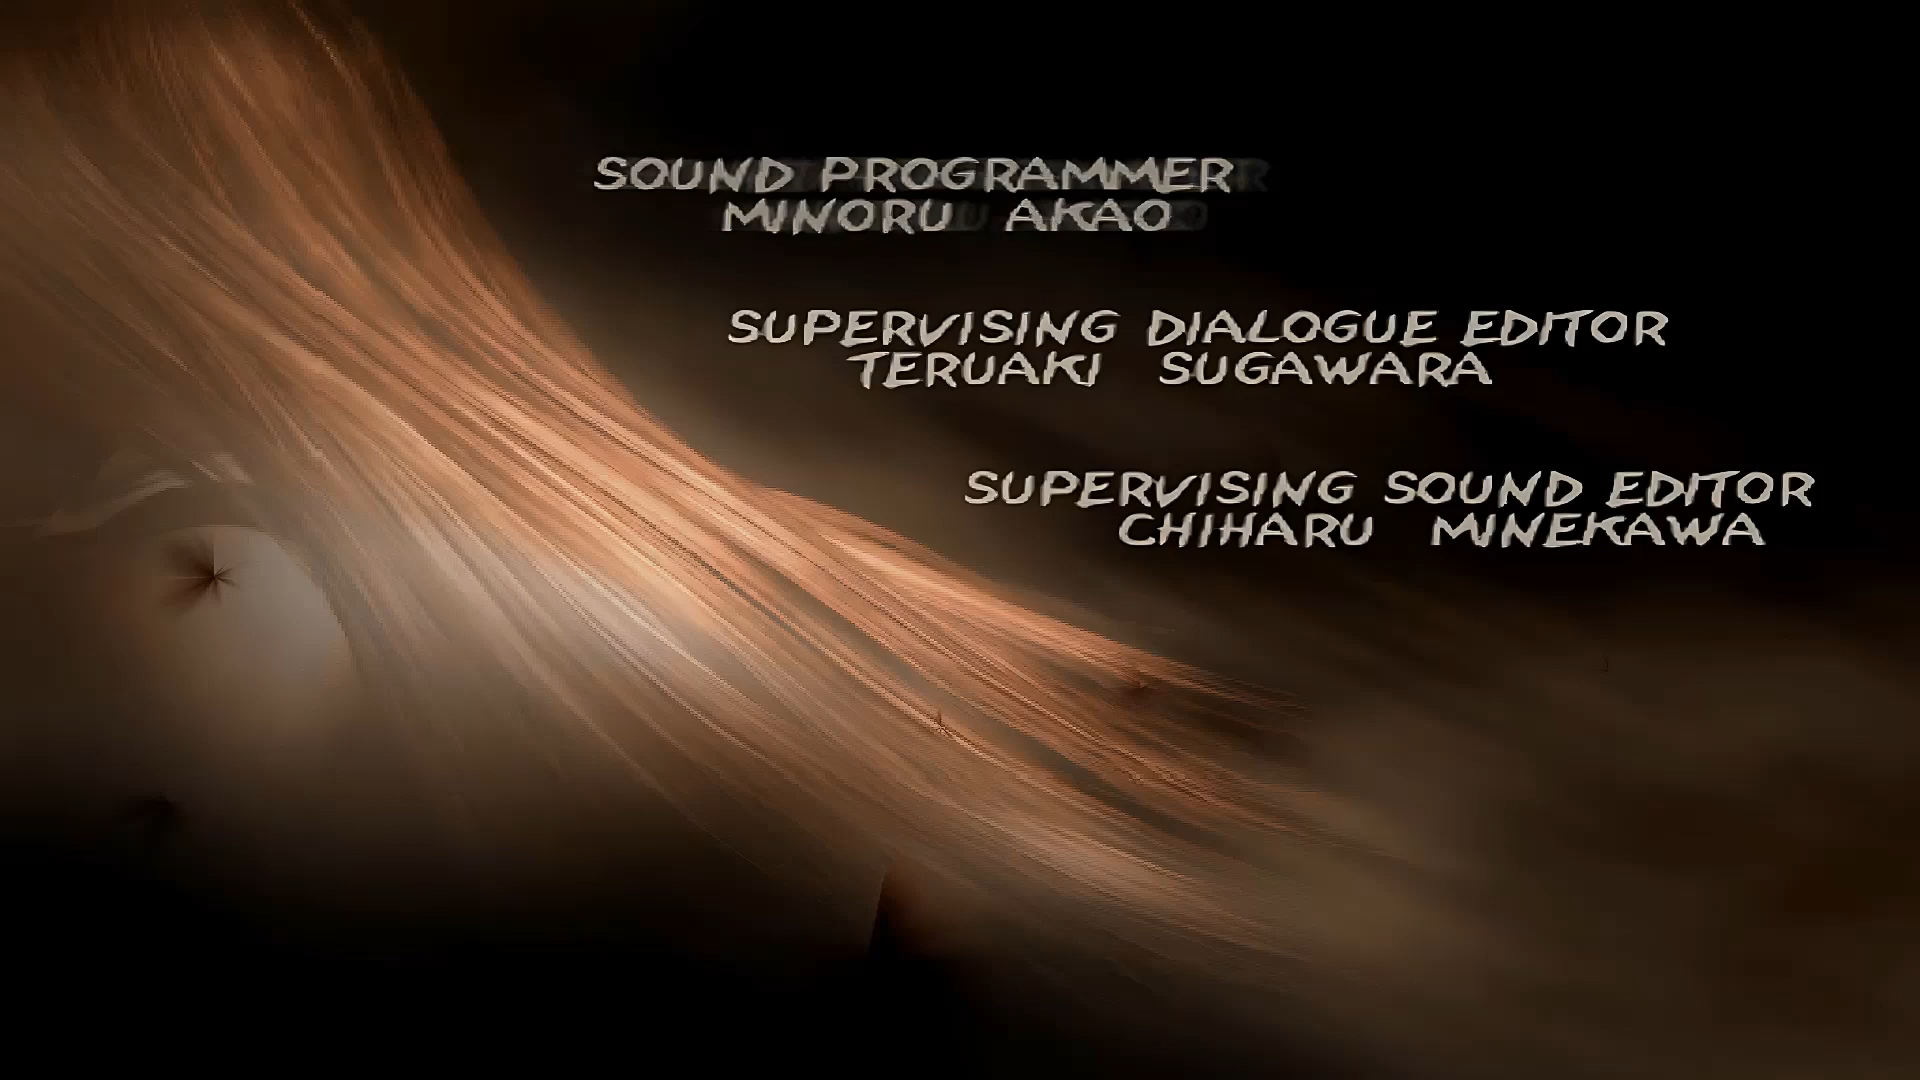 SOUND PROGRAMMER
MINORU AKAO
SUPERVISING DIALOGUE EDITOR
TERUAKI SUGAWARA
SUPERVISING SOUND EDITOR
CHIHARU MINEKAWA